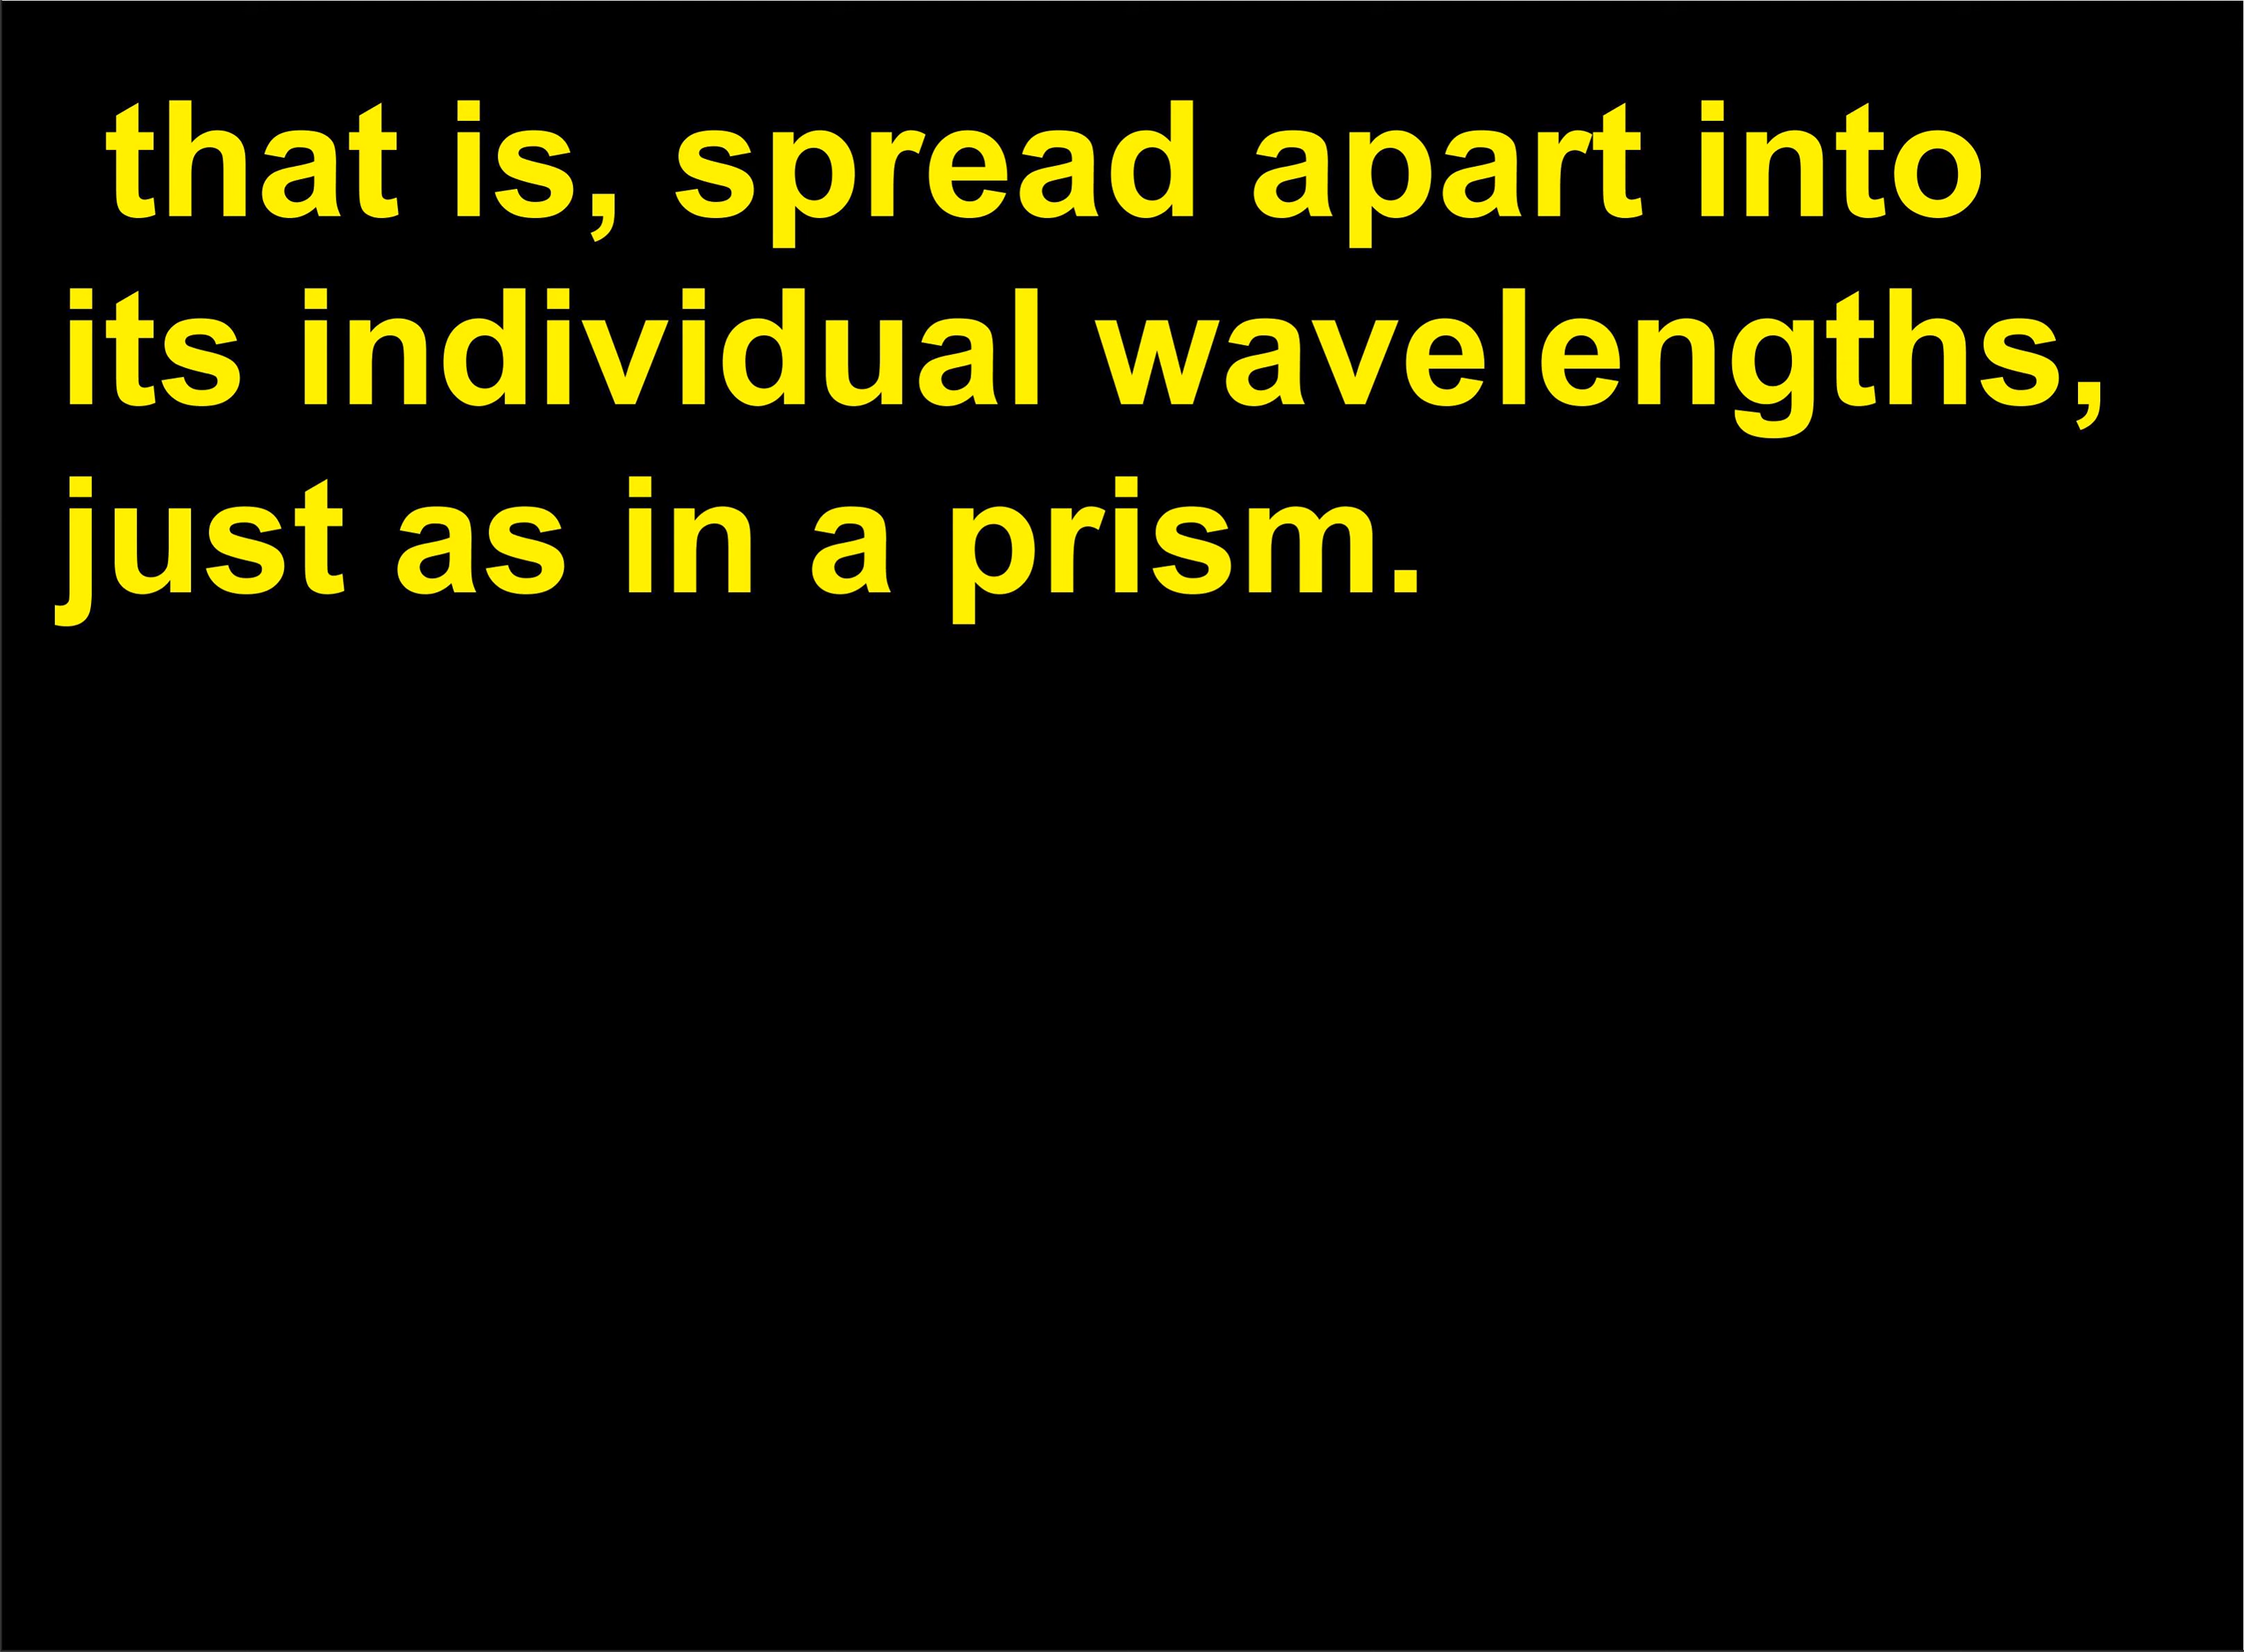 that is, spread apart into
its individual wavelengths,
just as in a prism.